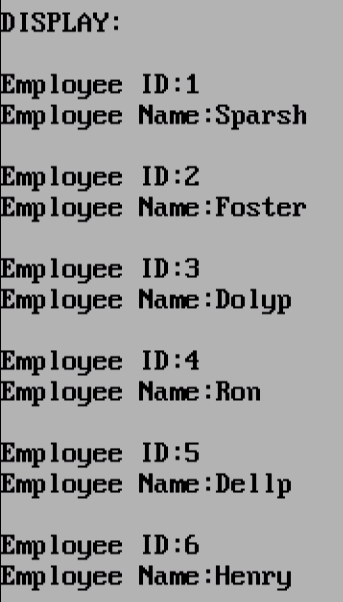 DISPLAY:
Employee ID:1
Employee Name:Sparsh
Employee ID:2
Employee Name:Foster
Employee ID:3
Employee Name:Dolyp
Employee ID:4
Employee Name:Ron
Employee ID:5
Employee Name:Dellp
Employee ID:6
Employee Name:Henry